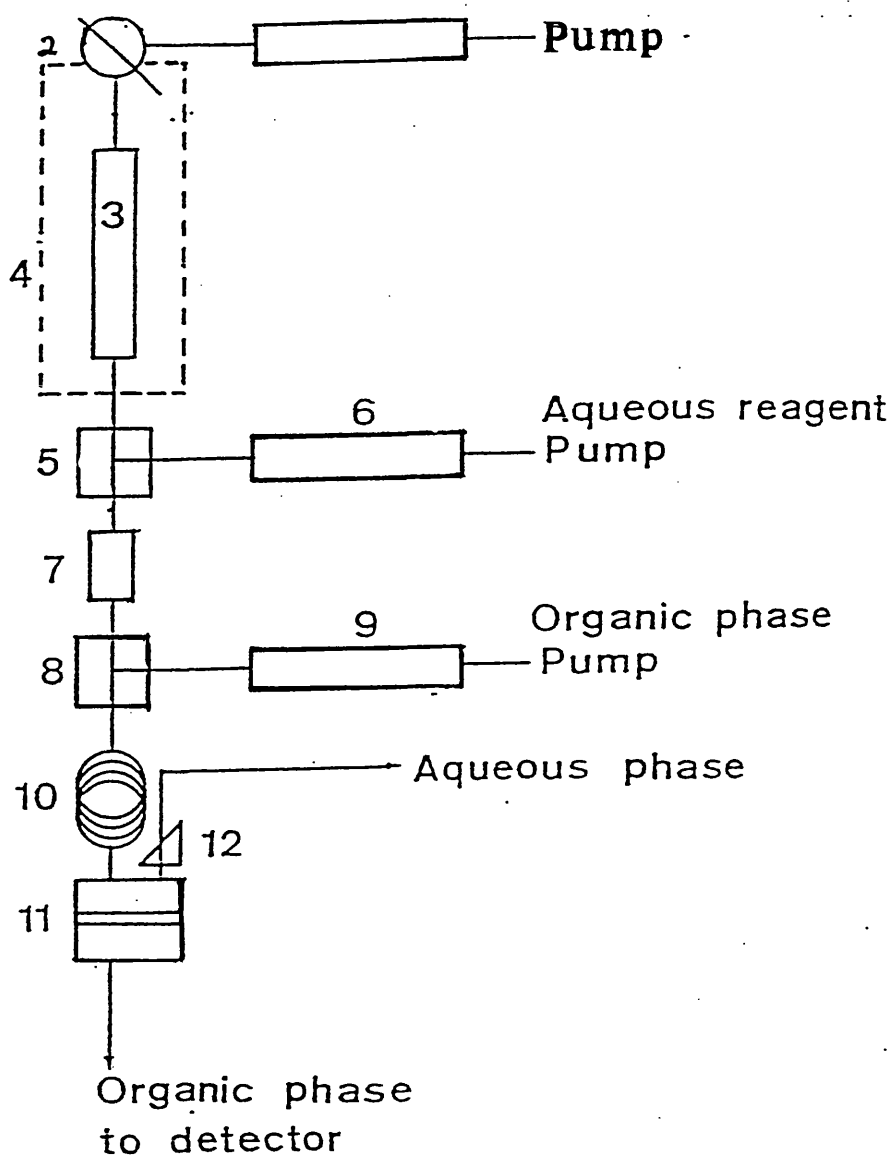 2
Pump
3
4
6
Aqueous reagent
5
Pump
7
9
Organic phase
8
Pump
Aqueous phase
10
12
11
Organic phase
to detector